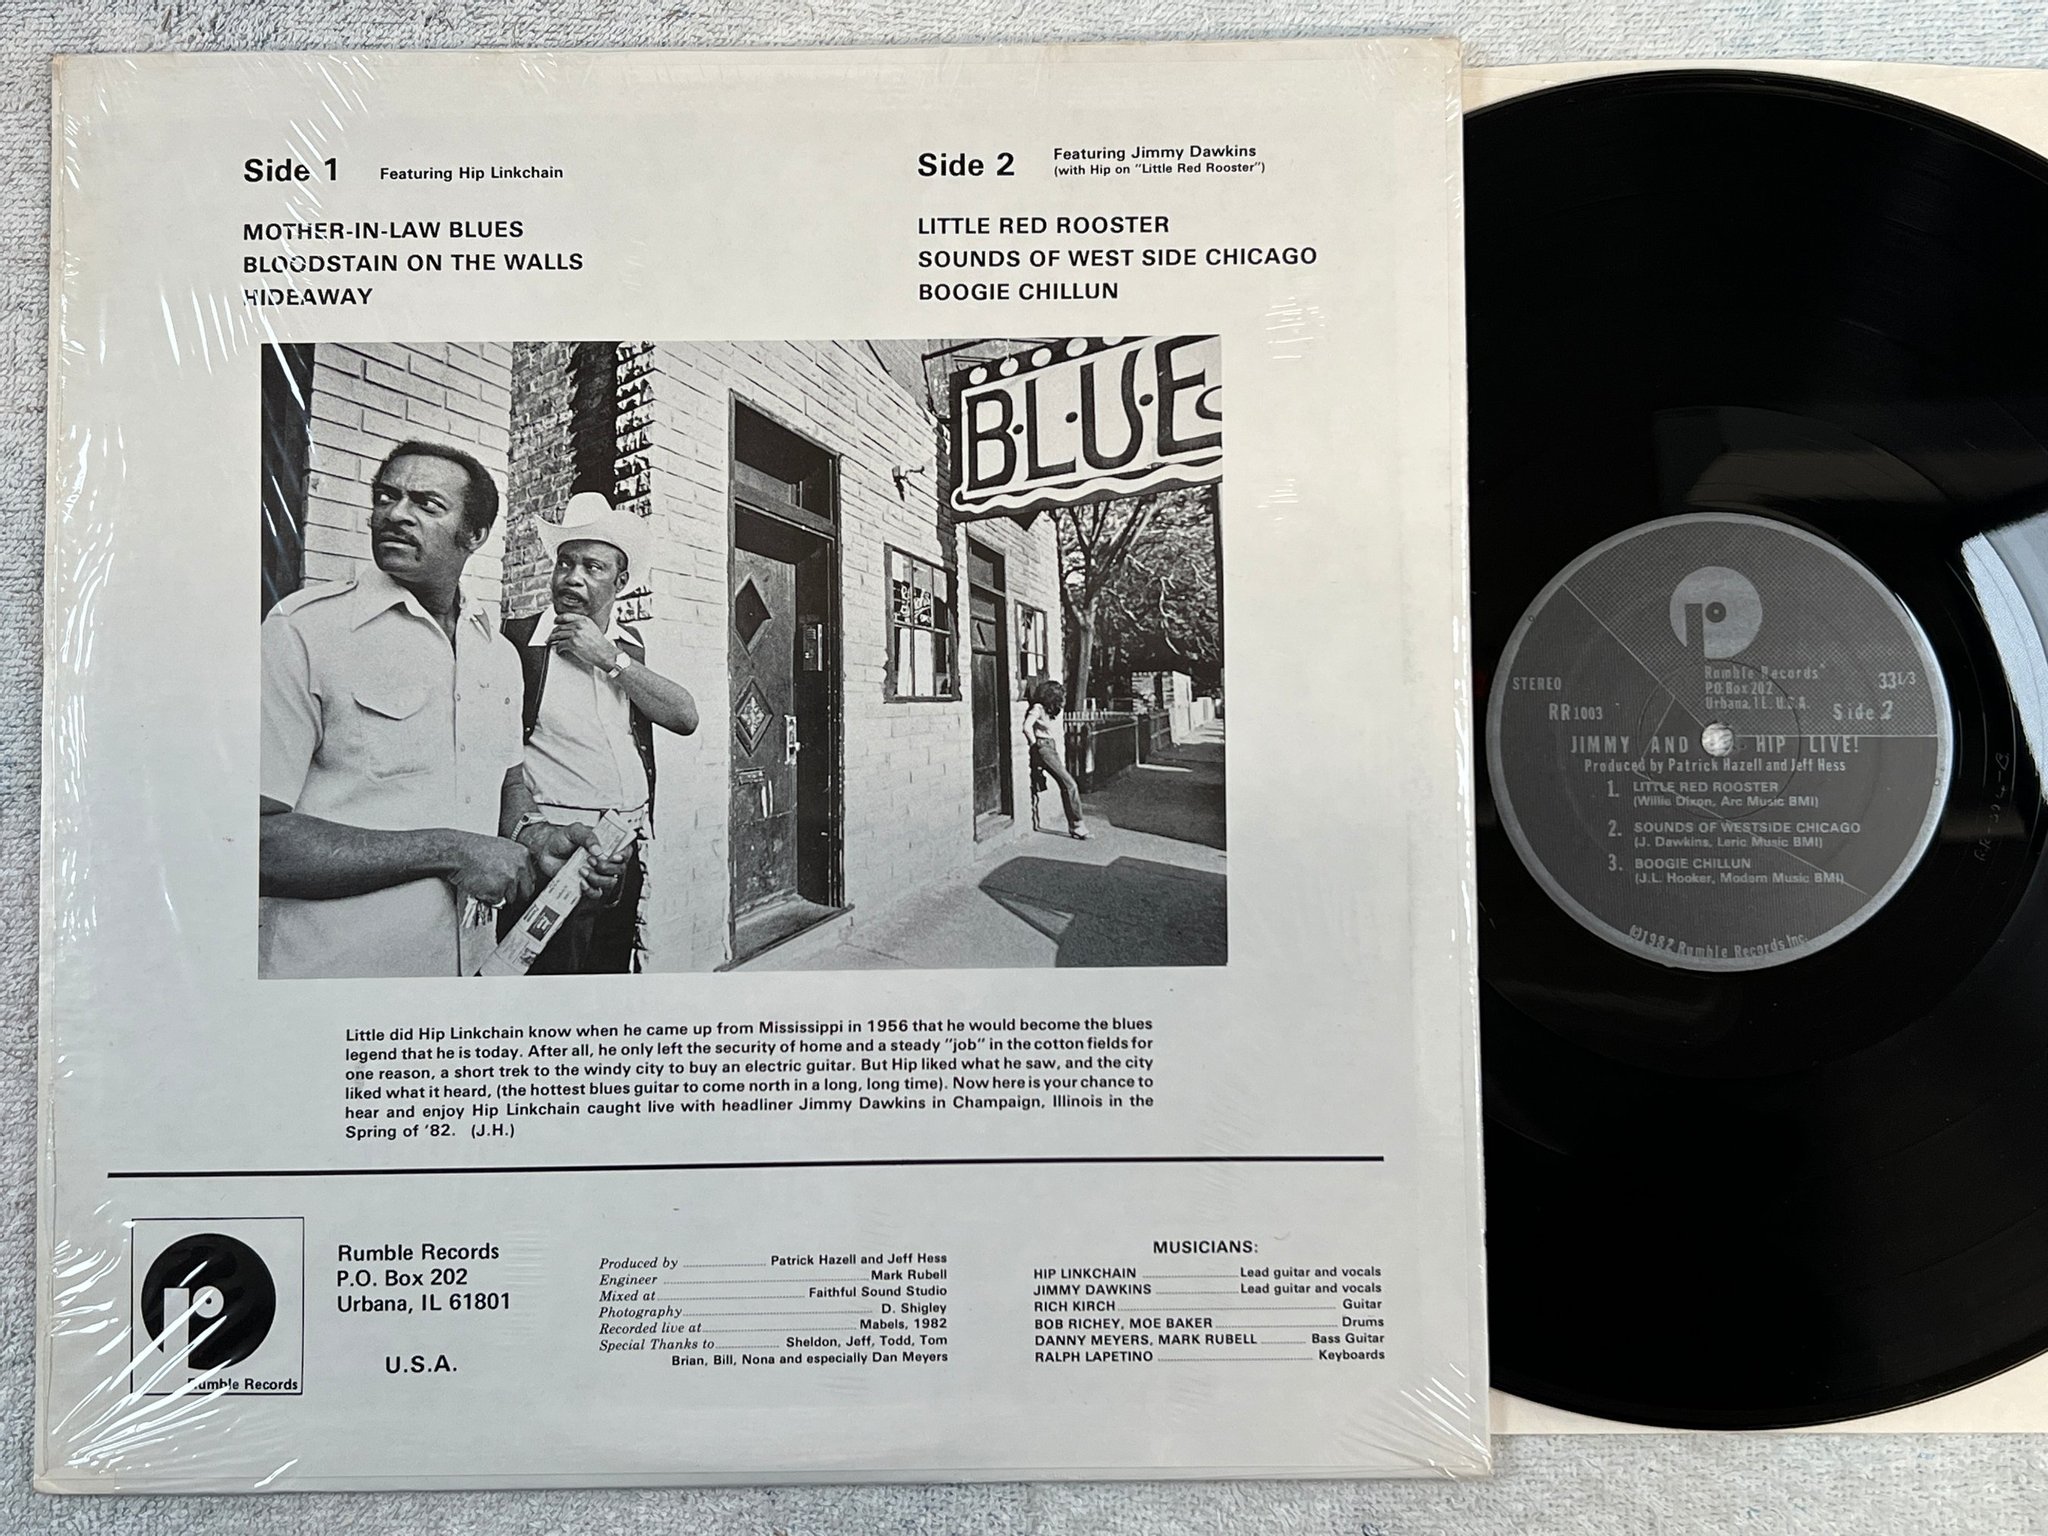 Side 1 Featuring Hip Linkchain
MOTHER-IN-LAW BLUES
BLOODSTAIN ON THE WALLS
HIDEAWAY
Side 2 Featuring Jimmy Dawkins
(with Hip on "Little Red Rooster")
LITTLE RED ROOSTER
SOUNDS OF WEST SIDE CHICAGO
BOOGIE CHILLUN
B·L·U·E
Little did Hip Linkchain know when he came up from Mississippi in 1956 that he would become the blues
legend that he is today. After all, he only left the security of home and a steady "job" in the cotton fields for
one reason, a short trek to the windy city to buy an electric guitar. But Hip liked what he saw, and the city
liked what it heard, (the hottest blues guitar to come north in a long, long time). Now here is your chance to
hear and enjoy Hip Linkchain caught live with headliner Jimmy Dawkins in Champaign, Illinois in the
Spring of '82. (J.H.)
Rumble Records
Rumble Records
P.O. Box 202
Urbana, IL 61801
U.S.A.
Produced by Patrick Hazell and Jeff Hess
Engineer Mark Rubell
Mixed at Faithful Sound Studio
Photography D. Shigley
Recorded live at Mabels, 1982
Special Thanks to Sheldon, Jeff, Todd, Tom
Brian, Bill, Nona and especially Dan Meyers
MUSICIANS:
HIP LINKCHAIN Lead guitar and vocals
JIMMY DAWKINS Lead guitar and vocals
RICH KIRCH Guitar
BOB RICHEY, MOE BAKER Drums
DANNY MEYERS, MARK RUBELL Bass Guitar
RALPH LAPETINO Keyboards
Rumble Records
P.O. Box 202
Urbana, IL. U.S.A.
STEREO
33 1/3
RR 1003
Side 2
JIMMY AND HIP LIVE!
Produced by Patrick Hazell and Jeff Hess
1. LITTLE RED ROOSTER
(Willie Dixon, Arc Music BMI)
2. SOUNDS OF WESTSIDE CHICAGO
(J. Dawkins, Leric Music BMI)
3. BOOGIE CHILLUN
(J.L. Hooker, Modern Music BMI)
©1982 Rumble Records Inc.